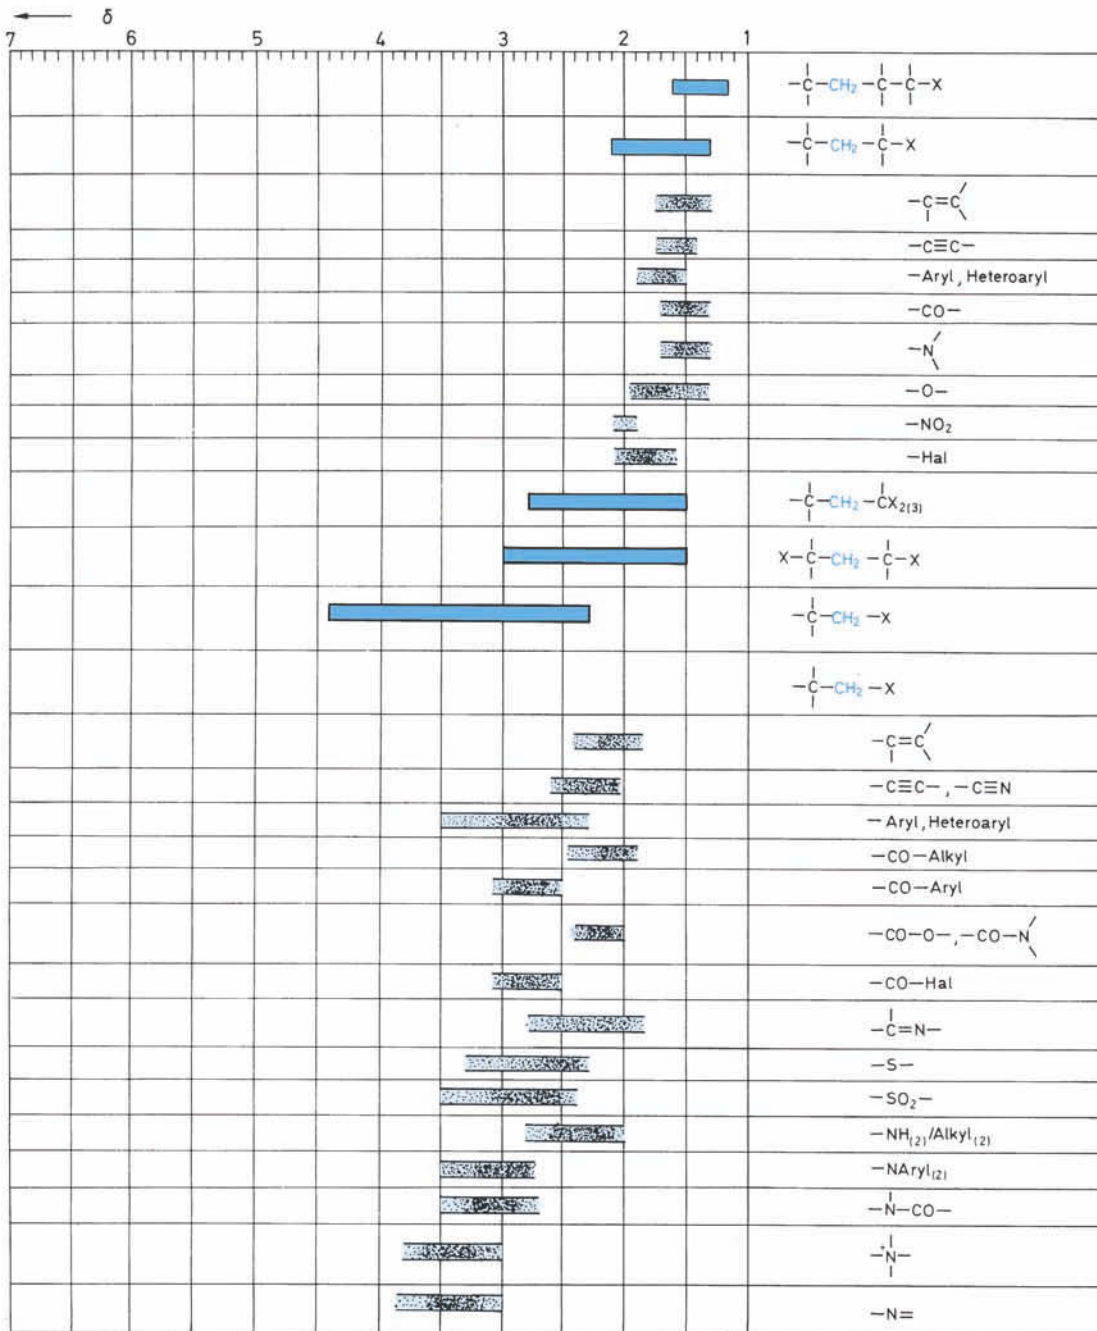 δ
7 6 5 4 3 2 1
—C—CH₂—C—C—X
—C—CH₂—C—X
—C=C
—C≡C—
—Aryl, Heteroaryl
—CO—
—N
—O—
—NO₂
—Hal
—C—CH₂—CX₂₍₃₎
X—C—CH₂—C—X
—C—CH₂—X
—C—CH₂—X
—C=C
—C≡C—, —C≡N
—Aryl, Heteroaryl
—CO—Alkyl
—CO—Aryl
—CO—O—, —CO—N
—CO—Hal
—C=N—
—S—
—SO₂—
—NH₍₂₎/Alkyl₍₂₎
—NAryl₍₂₎
—N—CO—
—N⁺—
—N=